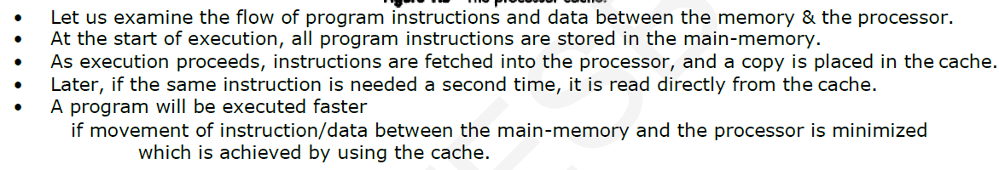 • Let us examine the flow of program instructions and data between the memory & the processor.
• At the start of execution, all program instructions are stored in the main-memory.
• As execution proceeds, instructions are fetched into the processor, and a copy is placed in the cache.
• Later, if the same instruction is needed a second time, it is read directly from the cache.
• A program will be executed faster
if movement of instruction/data between the main-memory and the processor is minimized
which is achieved by using the cache.